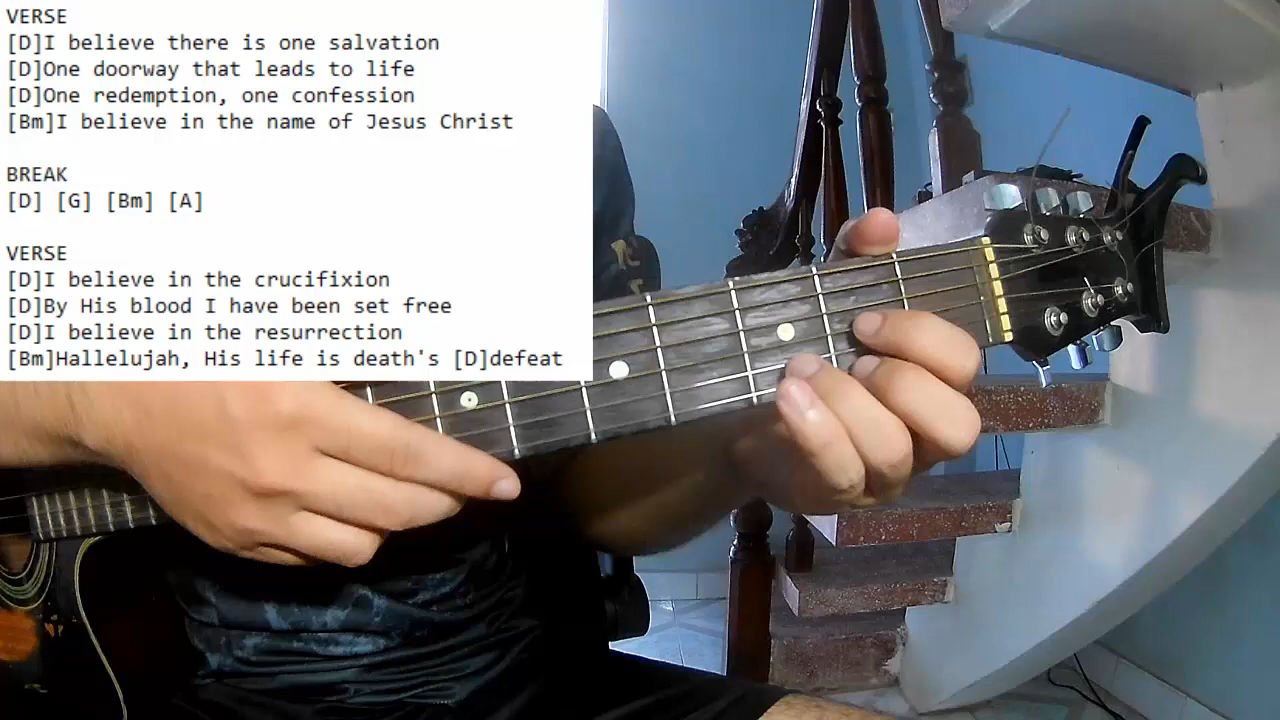 VERSE
[D]I believe there is one salvation
[D]One doorway that leads to life
[D]One redemption, one confession
[Bm]I believe in the name of Jesus Christ
BREAK
[D] [G] [Bm] [A]
VERSE
[D]I believe in the crucifixion
[D]By His blood I have been set free
[D]I believe in the resurrection
[Bm]Hallelujah, His life is death's [D]defeat